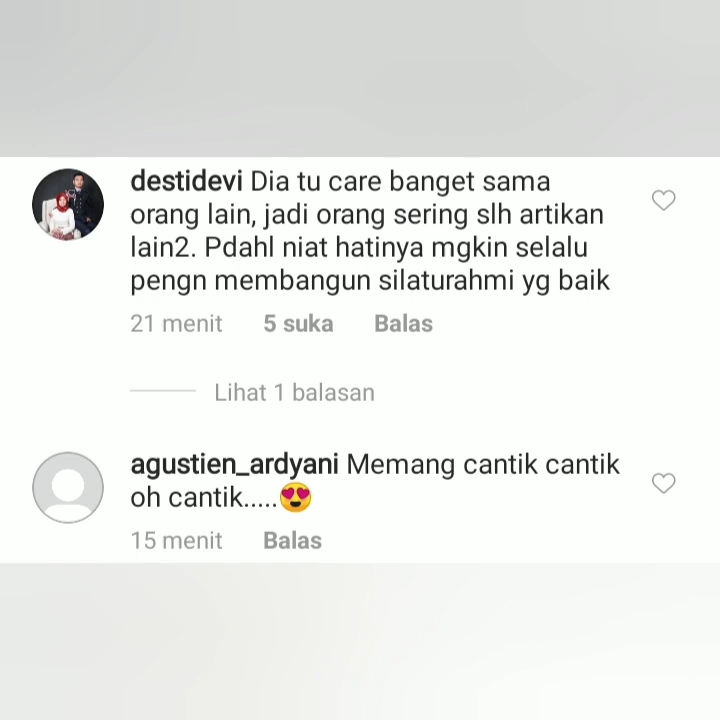 destidevi Dia tu care banget sama
orang lain, jadi orang sering slh artikan
lain2. Pdahl niat hatinya mgkin selalu
pengn membangun silaturahmi yg baik
21 menit 5 suka Balas
Lihat 1 balasan
agustien_ardyani Memang cantik cantik
oh cantik.....😍
15 menit Balas